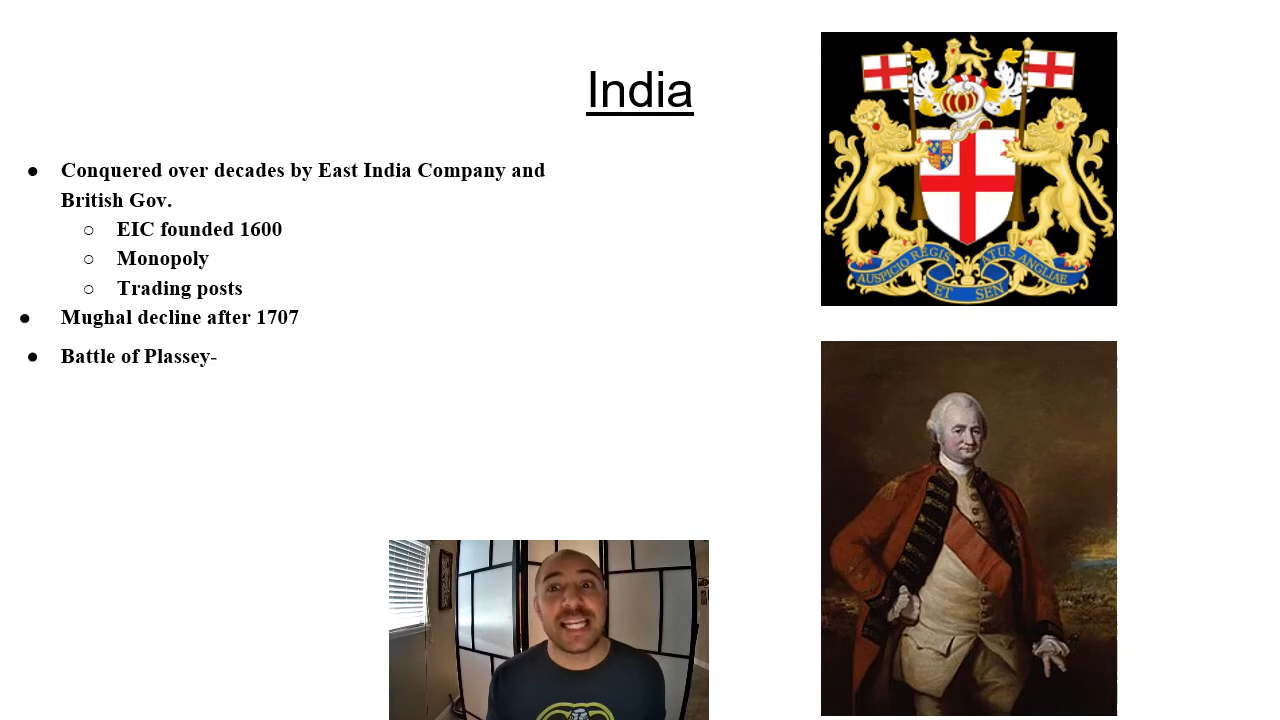 India
● Conquered over decades by East India Company and
British Gov.
○ EIC founded 1600
○ Monopoly
○ Trading posts
● Mughal decline after 1707
● Battle of Plassey-
AUSPICIO REGIS
ET SEN
ATUS ANGLIAE